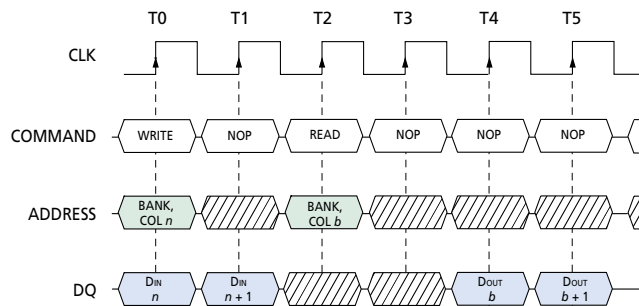 T0 T1 T2 T3 T4 T5
CLK
COMMAND WRITE NOP READ NOP NOP NOP
BANK, BANK,
ADDRESS COL n COL b
DIN DIN DOUT DOUT
DQ n n + 1 b b + 1